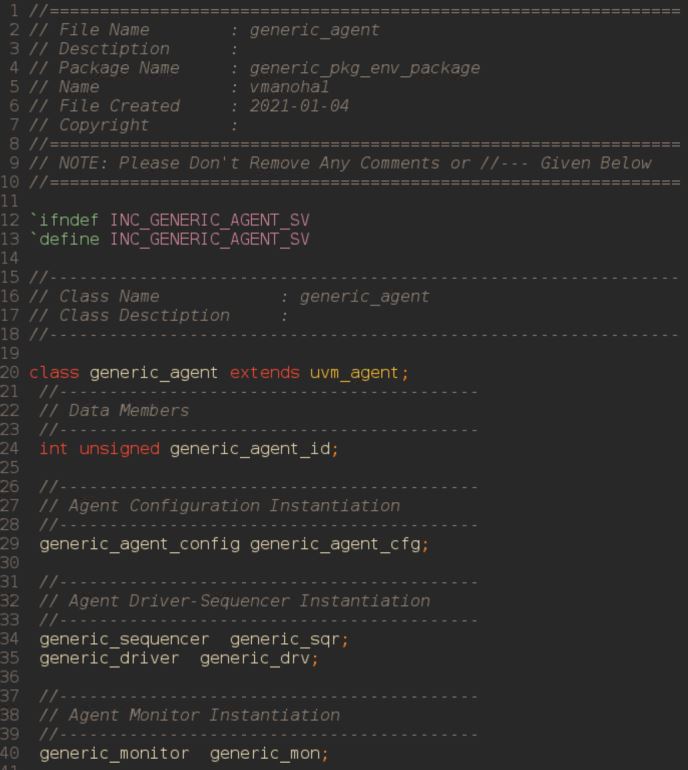 1 //===============================================================
2 // File Name        : generic_agent
3 // Desctiption      :
4 // Package Name     : generic_pkg_env_package
5 // Name             : vmanohal
6 // File Created     : 2021-01-04
7 // Copyright        :
8 //===============================================================
9 // NOTE: Please Don't Remove Any Comments or //--- Given Below
10 //===============================================================
11
12 `ifndef INC_GENERIC_AGENT_SV
13 `define INC_GENERIC_AGENT_SV
14
15 //---------------------------------------------------------------
16 // Class Name            : generic_agent
17 // Class Desctiption     :
18 //---------------------------------------------------------------
19
20 class generic_agent extends uvm_agent;
21  //------------------------------------------
22  // Data Members
23  //------------------------------------------
24  int unsigned generic_agent_id;
25
26  //------------------------------------------
27  // Agent Configuration Instantiation
28  //------------------------------------------
29  generic_agent_config generic_agent_cfg;
30
31  //------------------------------------------
32  // Agent Driver-Sequencer Instantiation
33  //------------------------------------------
34  generic_sequencer  generic_sqr;
35  generic_driver  generic_drv;
36
37  //------------------------------------------
38  // Agent Monitor Instantiation
39  //------------------------------------------
40  generic_monitor  generic_mon;